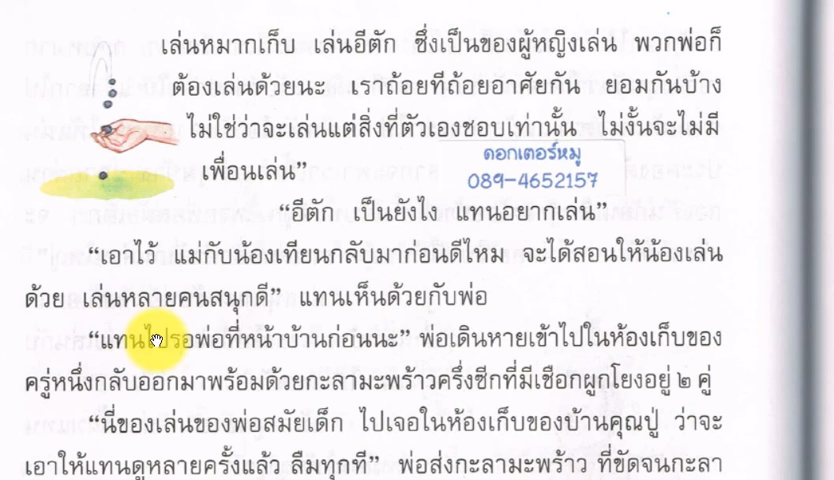 เล่นหมากเก็บ เล่นอีตัก ซึ่งเป็นของผู้หญิงเล่น พวกพ่อก็
ต้องเล่นด้วยนะ เราถ้อยทีถ้อยอาศัยกัน ยอมกันบ้าง
ไม่ใช่ว่าจะเล่นแต่สิ่งที่ตัวเองชอบเท่านั้น ไม่งั้นจะไม่มี
เพื่อนเล่น”
ดอกเตอร์หมู
089-4652157
“อีตัก เป็นยังไง แทนอยากเล่น”
“เอาไว้ แม่กับน้องเทียนกลับมาก่อนดีไหม จะได้สอนให้น้องเล่น
ด้วย เล่นหลายคนสนุกดี” แทนเห็นด้วยกับพ่อ
“แทนไปรอพ่อที่หน้าบ้านก่อนนะ” พ่อเดินหายเข้าไปในห้องเก็บของ
ครู่หนึ่งกลับออกมาพร้อมด้วยกะลามะพร้าวครึ่งซีกที่มีเชือกผูกโยงอยู่ ๒ คู่
“นี่ของเล่นของพ่อสมัยเด็ก ไปเจอในห้องเก็บของบ้านคุณปู่ ว่าจะ
เอาให้แทนดูหลายครั้งแล้ว ลืมทุกที” พ่อส่งกะลามะพร้าว ที่ขัดจนกะลา